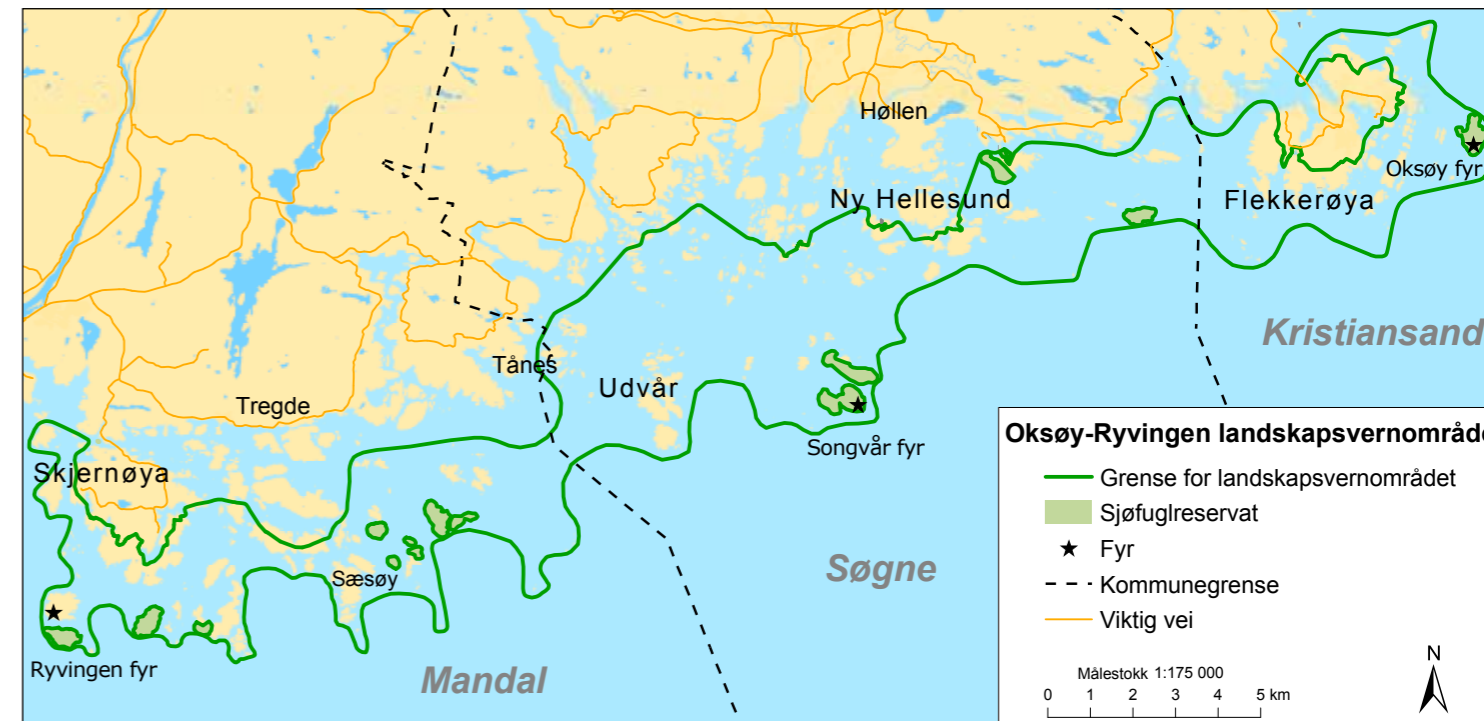 Høllen
Oksøy fyr
Ny Hellesund
Flekkerøya
Kristiansand
Tånes
Udvår
Tregde
Songvår fyr
Skjernøya
Søgne
Sæsøy
Ryvingen fyr
Mandal
Oksøy-Ryvingen landskapsvernområde
Grense for landskapsvernområdet
Sjøfuglreservat
Fyr
Kommunegrense
Viktig vei
Målestokk 1:175 000
0 1 2 3 4 5 km
N